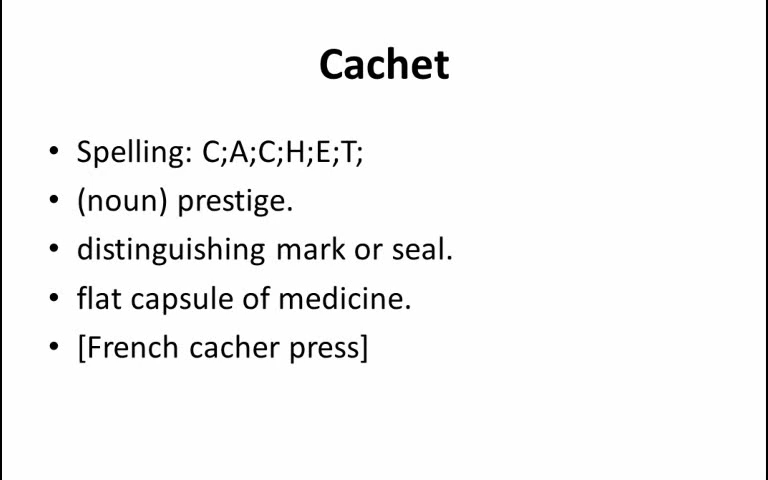 Cachet
• Spelling: C;A;C;H;E;T;
• (noun) prestige.
• distinguishing mark or seal.
• flat capsule of medicine.
• [French cacher press]